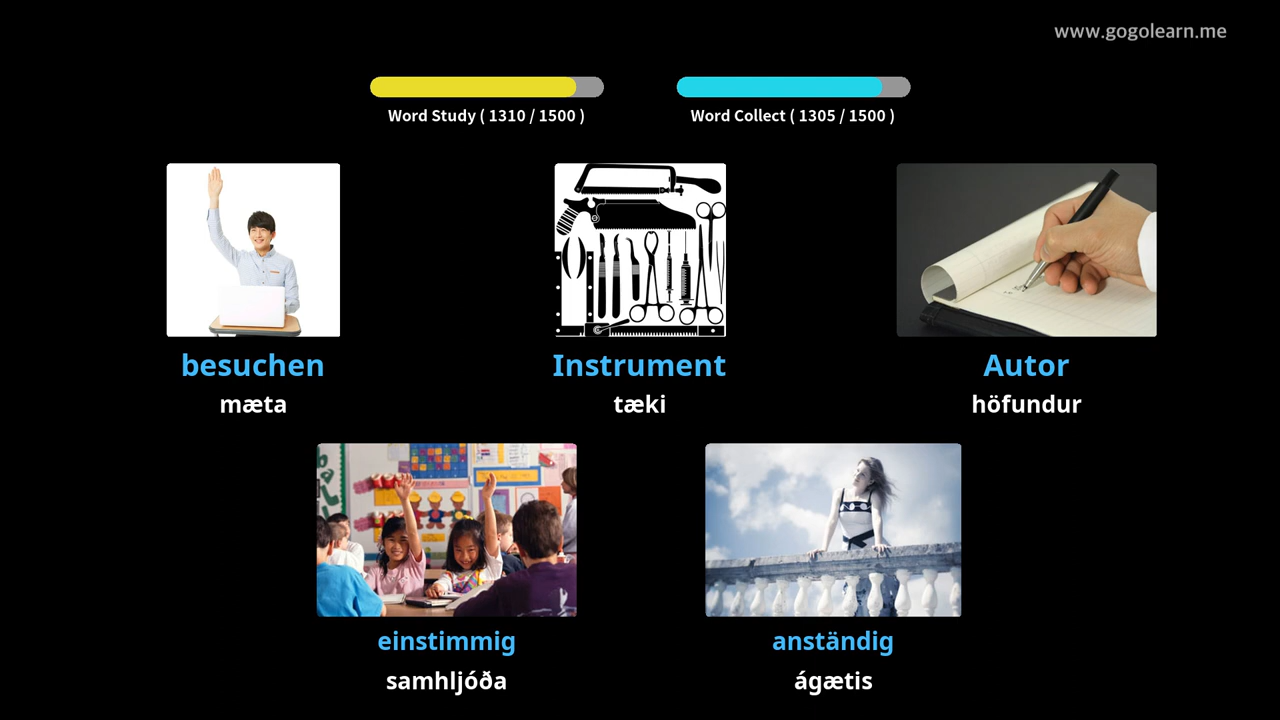 www.gogolearn.me
Word Study ( 1310 / 1500 )
Word Collect ( 1305 / 1500 )
besuchen
mæta
Instrument
tæki
Autor
höfundur
einstimmig
samhljóða
anständig
ágætis